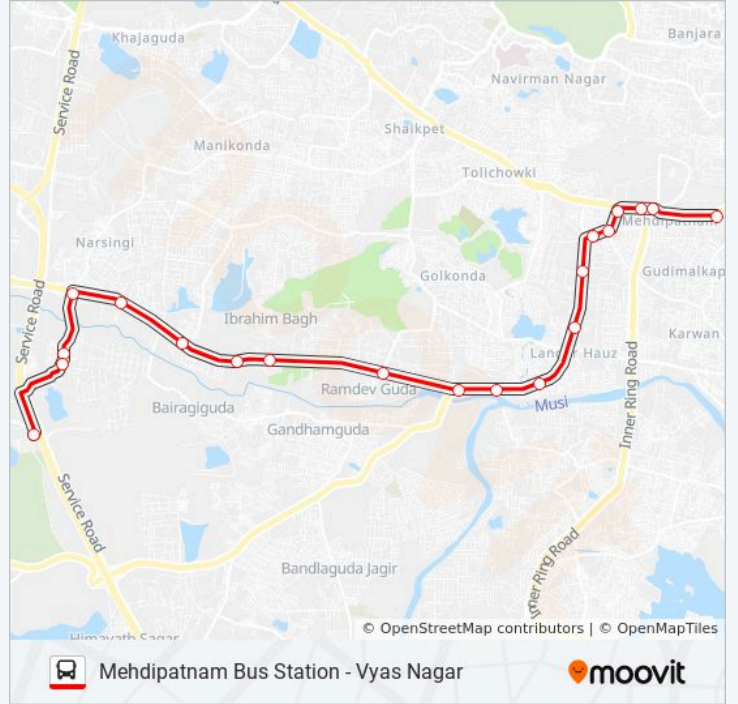 Khajaguda
Banjara
Service Road
Navirman Nagar
Shaikpet
Manikonda
Tolichowki
Mehdipatnam
Narsingi
Golkonda
Gudimalkap
Service Road
Ibrahim Bagh
Karwan
Langar Hauz
Ramdev Guda
Musi
Inner Ring Road
Bairagiguda
Gandhamguda
Service Road
Bandlaguda Jagir
Inner Ring Road
Himayath Sagar
© OpenStreetMap contributors | © OpenMapTiles
Mehdipatnam Bus Station - Vyas Nagar
moovit